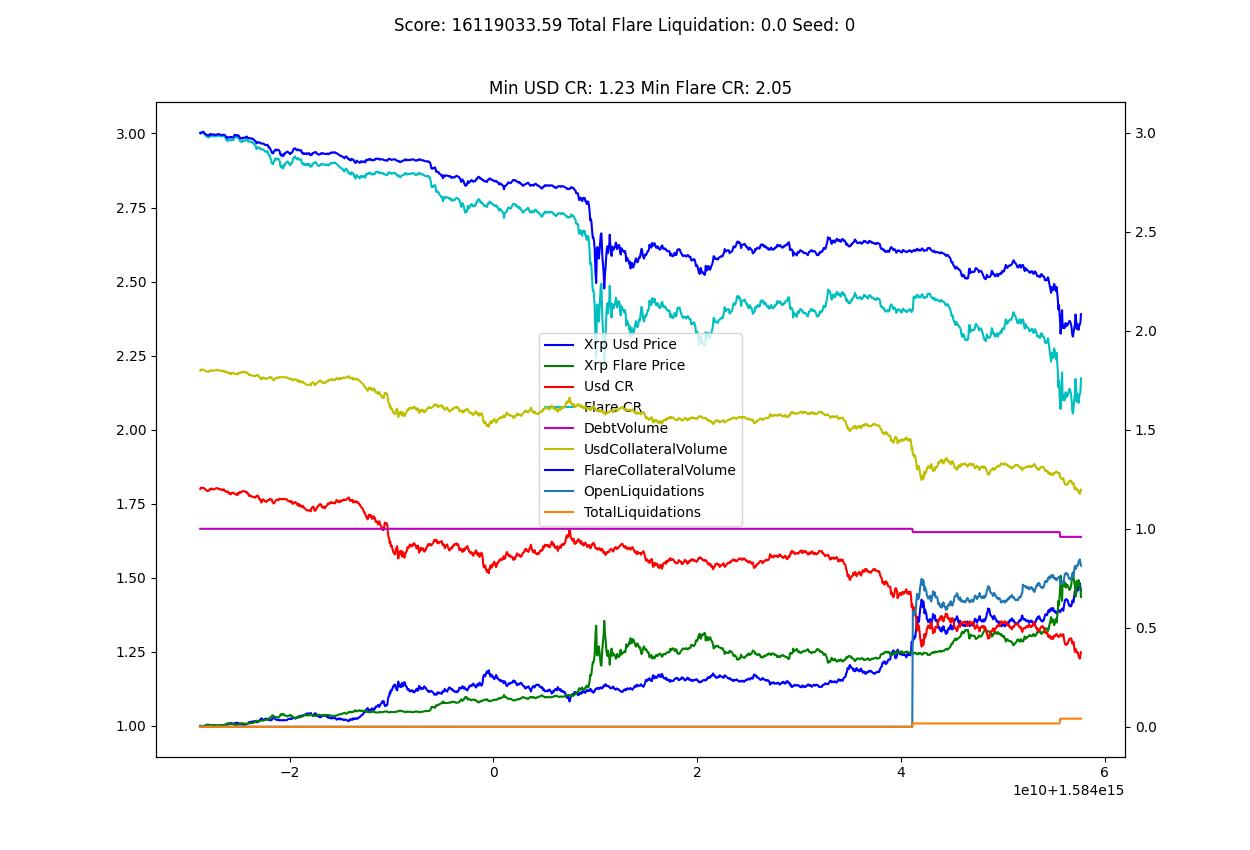 Score: 16119033.59 Total Flare Liquidation: 0.0 Seed: 0
Min USD CR: 1.23 Min Flare CR: 2.05
3.00
2.75
2.50
2.25
2.00
1.75
1.50
1.25
1.00
3.0
2.5
2.0
1.5
1.0
0.5
0.0
Xrp Usd Price
Xrp Flare Price
Usd CR
Flare CR
DebtVolume
UsdCollateralVolume
FlareCollateralVolume
OpenLiquidations
TotalLiquidations
−2
0
2
4
6
1e10+1.584e15